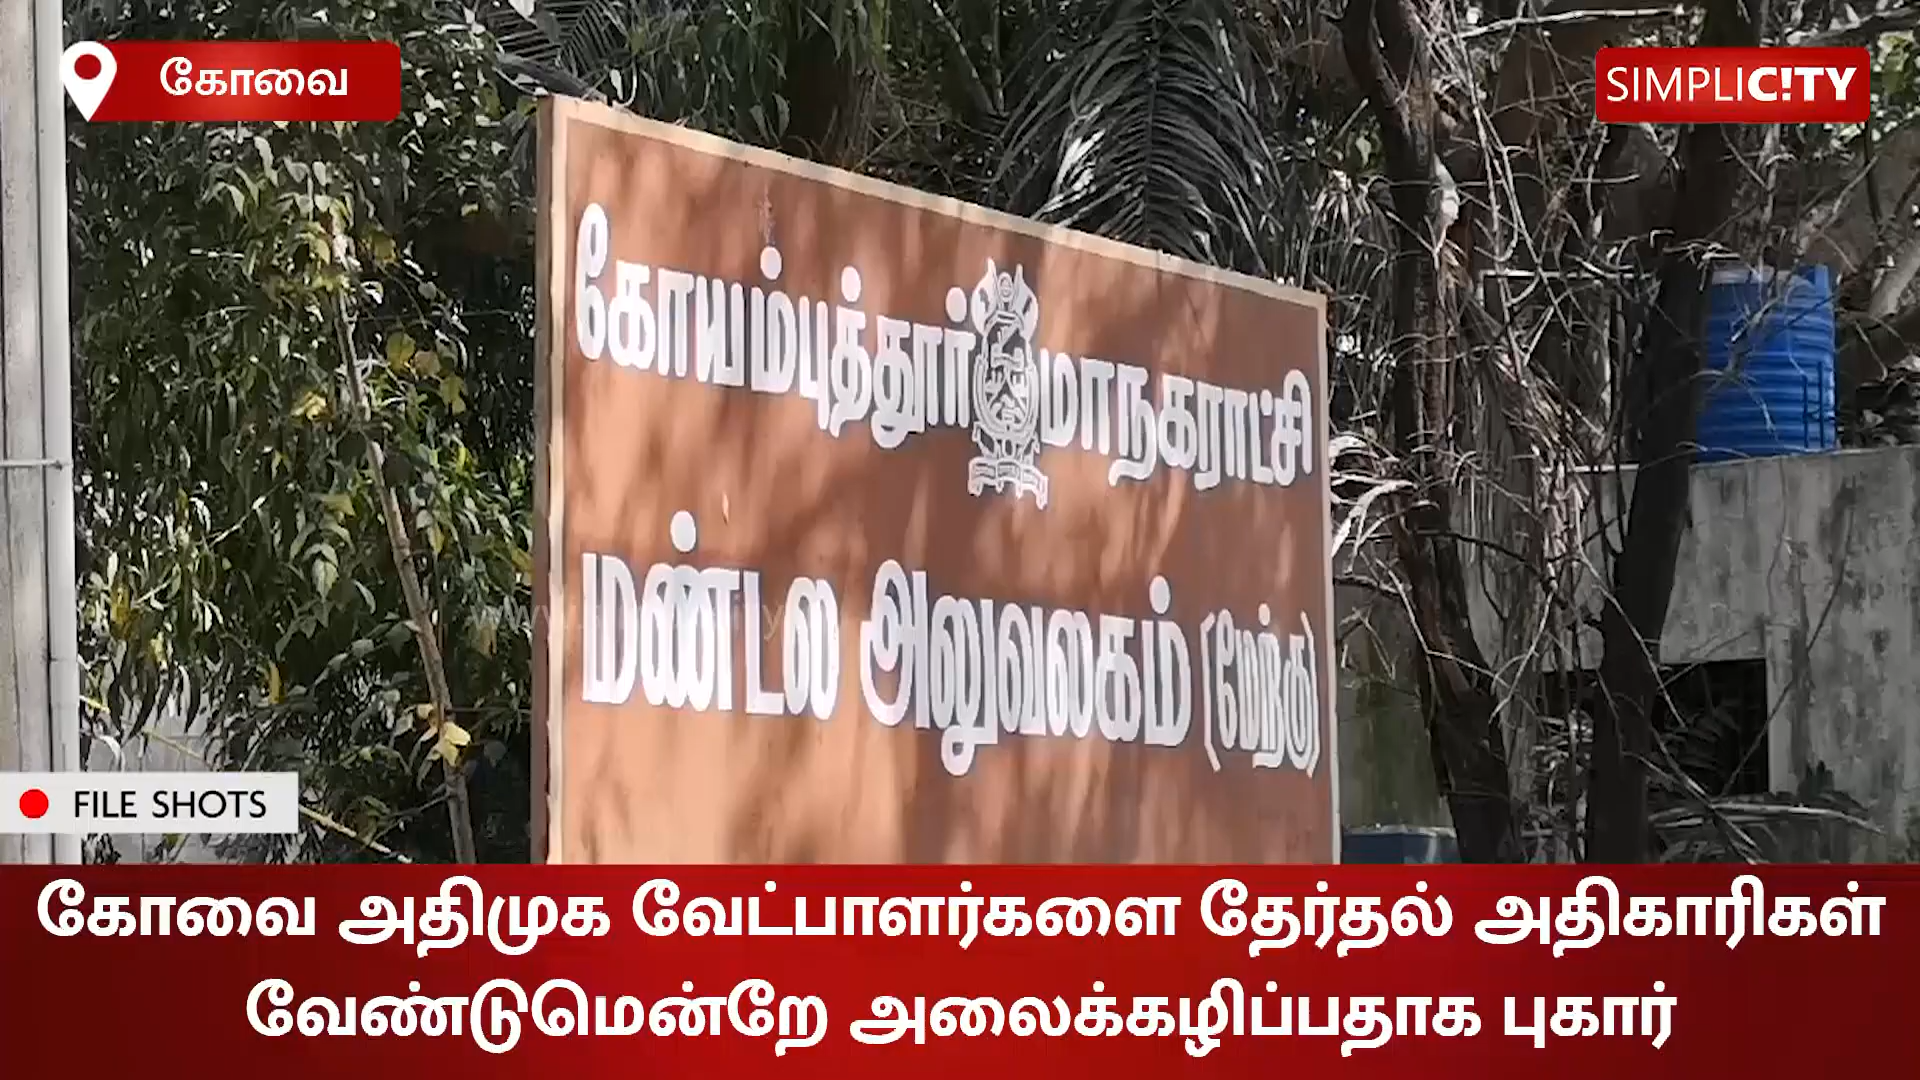 கோவை
SIMPLIC!TY
கோயம்புத்தூர் மாநகராட்சி
மண்டல அலுவலகம் (மேற்கு)
FILE SHOTS
கோவை அதிமுக வேட்பாளர்களை தேர்தல் அதிகாரிகள்
வேண்டுமென்றே அலைக்கழிப்பதாக புகார்